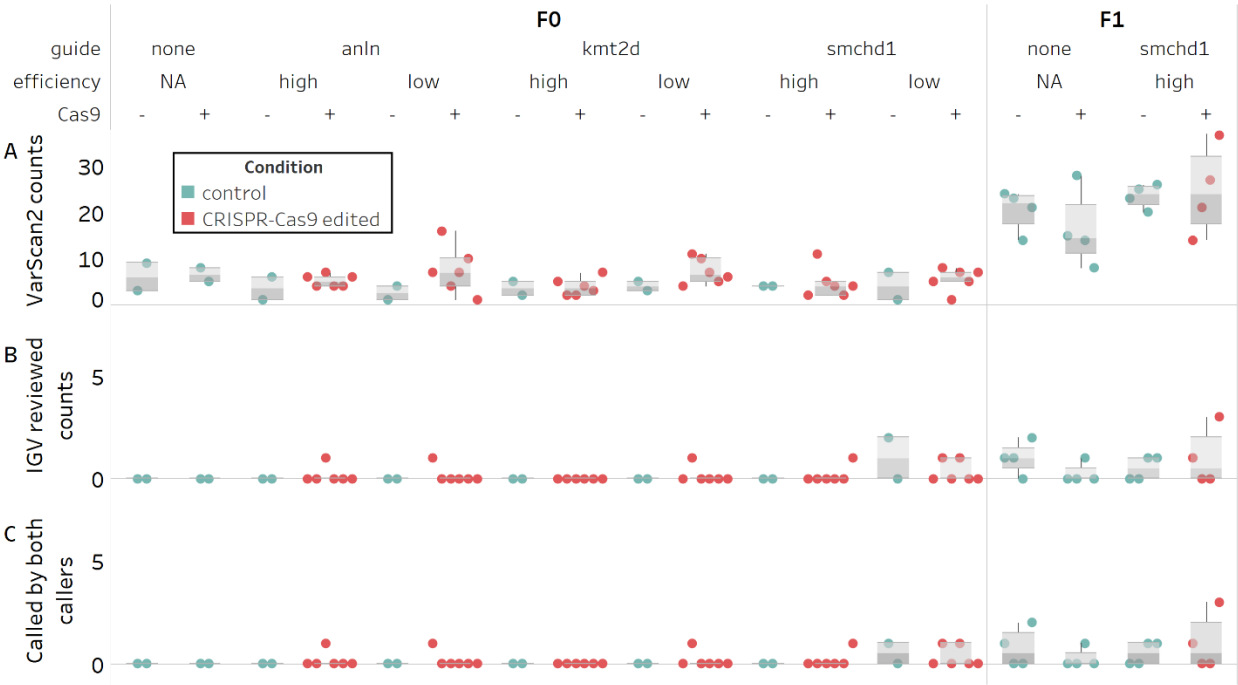 F0 F1
guide none anln kmt2d smchd1 none smchd1
efficiency NA high low high low high low NA high
Cas9 - + - + - + - + - + - + - + - + - +
A
VarScan2 counts
30
20
10
0
Condition
control
CRISPR-Cas9 edited
B
IGV reviewed
counts
5
0
C
Called by both
callers
5
0